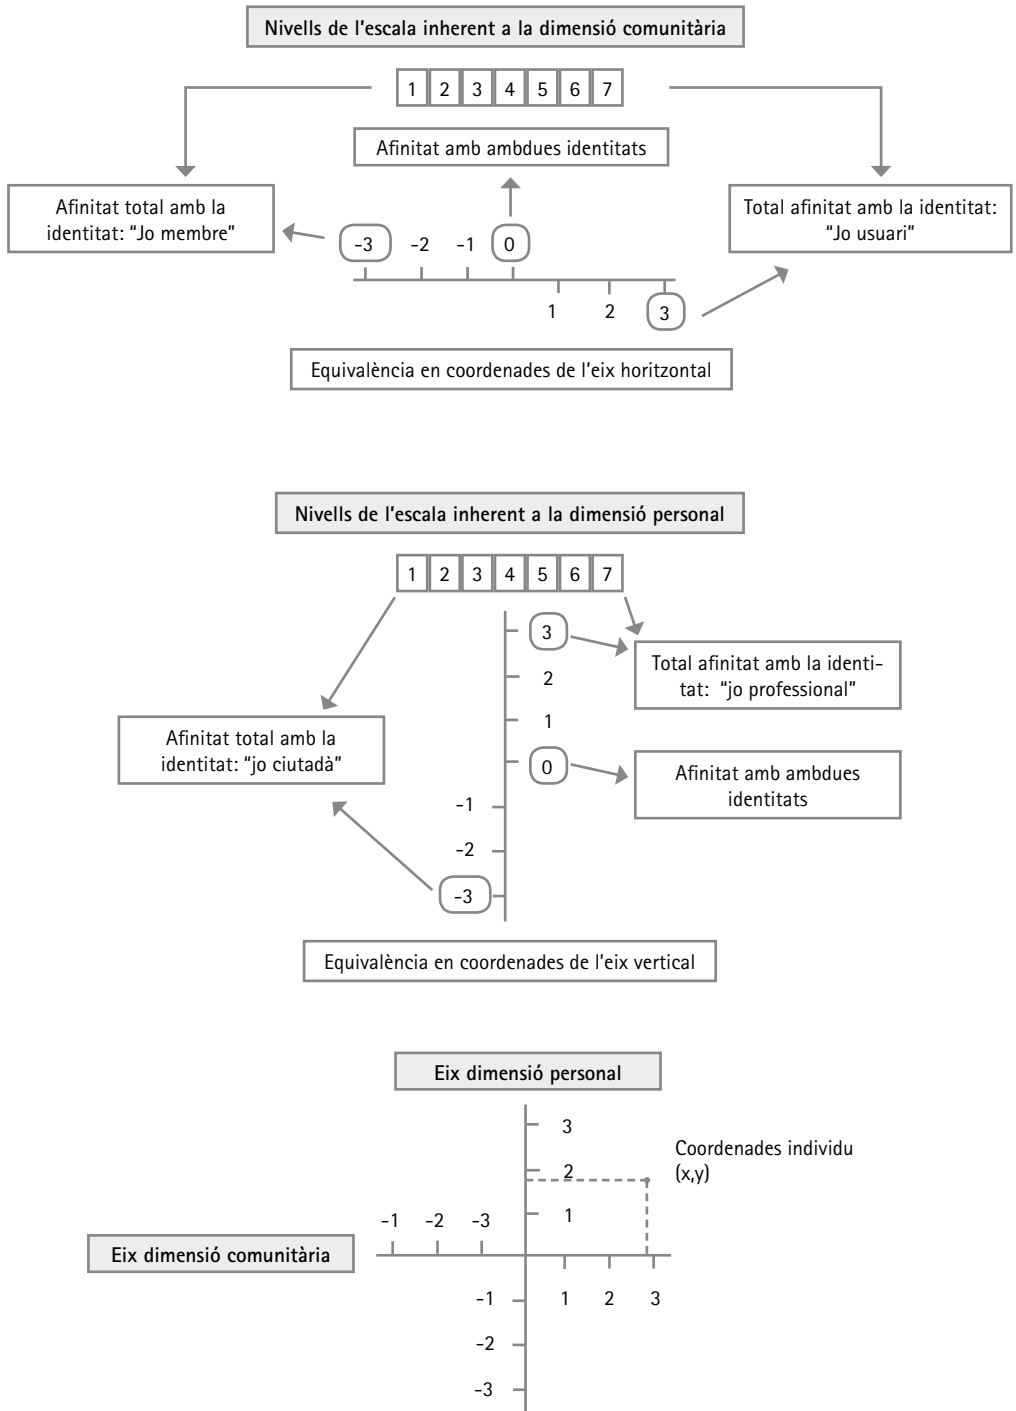 Nivells de l'escala inherent a la dimensió comunitària
1 2 3 4 5 6 7
Afinitat amb ambdues identitats
Afinitat total amb la
identitat: "Jo membre"
Total afinitat amb la identitat:
"Jo usuari"
-3 -2 -1 0
1 2 3
Equivalència en coordenades de l'eix horitzontal
Nivells de l'escala inherent a la dimensió personal
1 2 3 4 5 6 7
3
Total afinitat amb la identi-
tat: "jo professional"
2
1
Afinitat total amb la
identitat: "jo ciutadà"
0
Afinitat amb ambdues
identitats
-1
-2
-3
Equivalència en coordenades de l'eix vertical
Eix dimensió personal
3
Coordenades individu
(x,y)
2
1
-1 -2 -3
Eix dimensió comunitària
-1
1 2 3
-2
-3